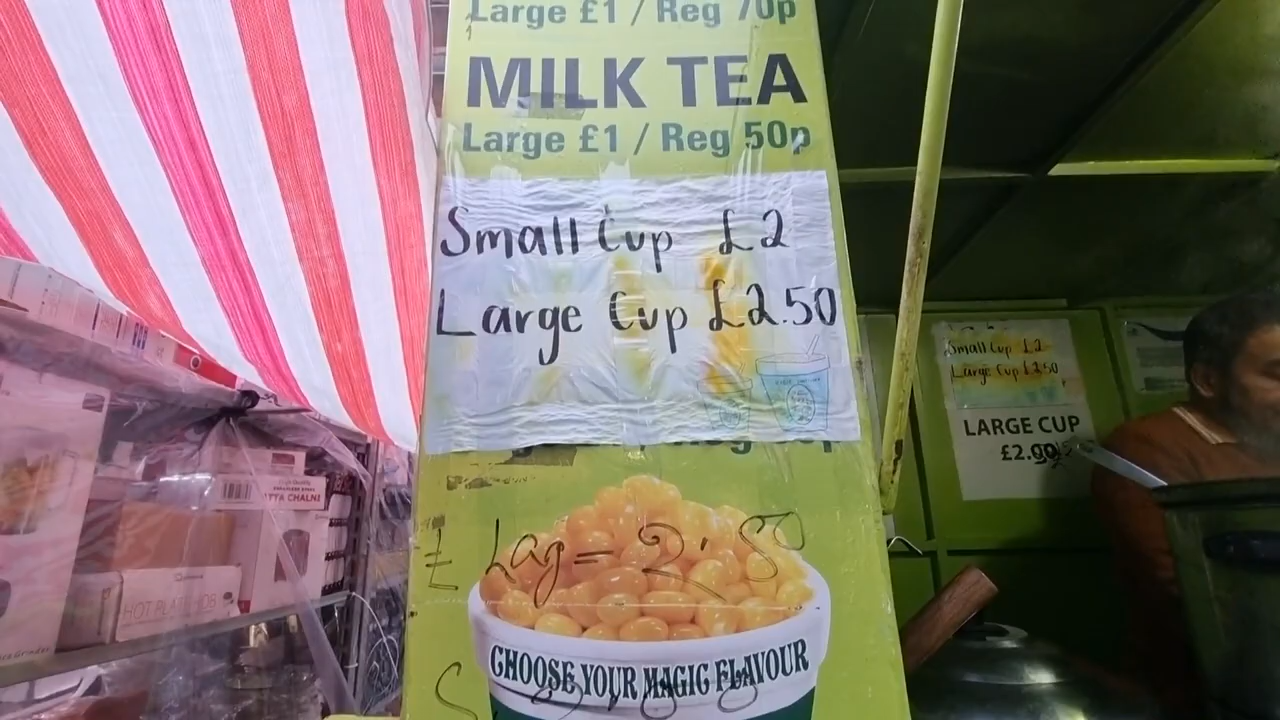 Large £1 / Reg 70p
MILK TEA
Large £1 / Reg 50p
Small Cup £2
Large Cup £2.50
£ Lag = 2.50
CHOOSE YOUR MAGIC FLAVOUR
Small Cup £2
Large Cup £2.50
LARGE CUP
£2.00
ATTA CHALNI
HOT PLATE HOB